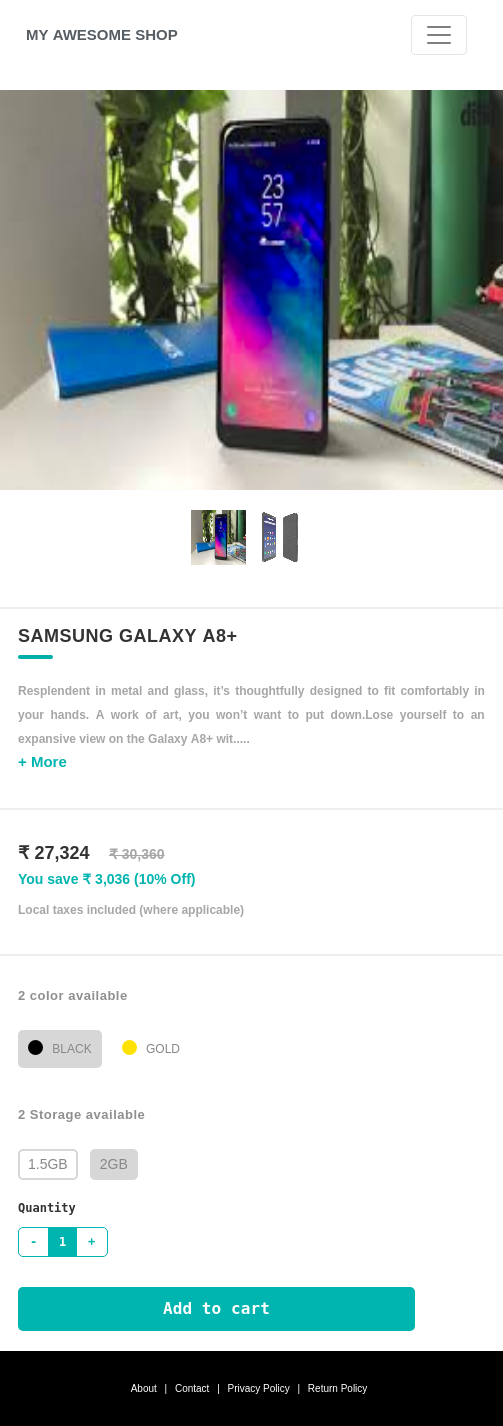 MY AWESOME SHOP
23
57
digit
SAMSUNG GALAXY A8+
Resplendent in metal and glass, it’s thoughtfully designed to fit comfortably in
your hands. A work of art, you won’t want to put down.Lose yourself to an
expansive view on the Galaxy A8+ wit.....
+ More
₹ 27,324 ₹ 30,360
You save ₹ 3,036 (10% Off)
Local taxes included (where applicable)
2 color available
BLACK GOLD
2 Storage available
1.5GB 2GB
Quantity
- 1 +
Add to cart
About | Contact | Privacy Policy | Return Policy